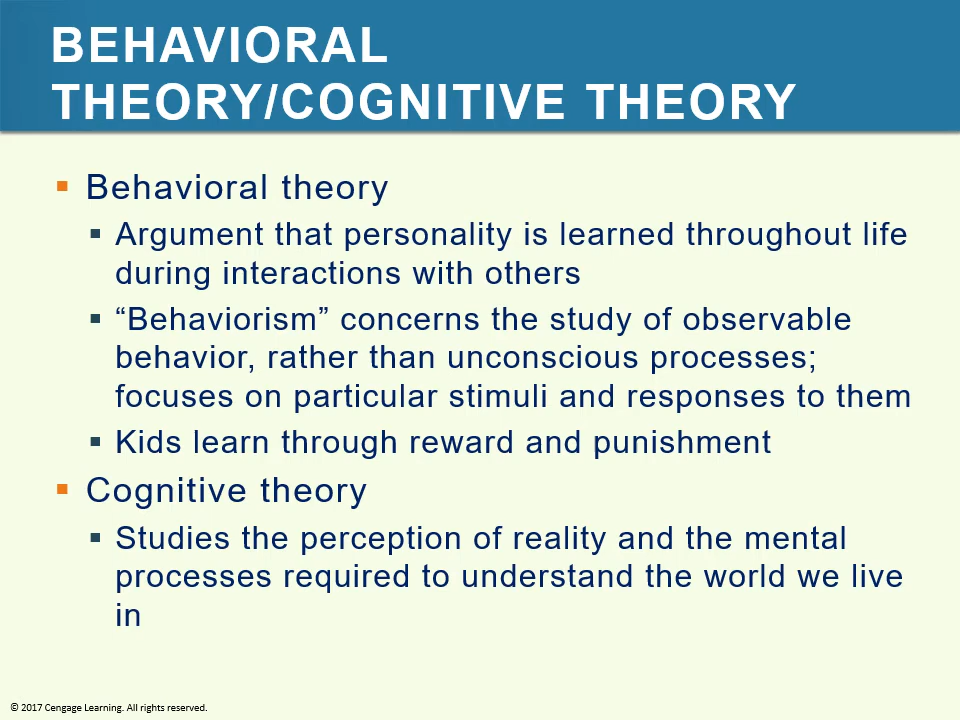 BEHAVIORAL
THEORY/COGNITIVE THEORY
▪ Behavioral theory
▪ Argument that personality is learned throughout life
during interactions with others
▪ “Behaviorism” concerns the study of observable
behavior, rather than unconscious processes;
focuses on particular stimuli and responses to them
▪ Kids learn through reward and punishment
▪ Cognitive theory
▪ Studies the perception of reality and the mental
processes required to understand the world we live
in
© 2017 Cengage Learning. All rights reserved.